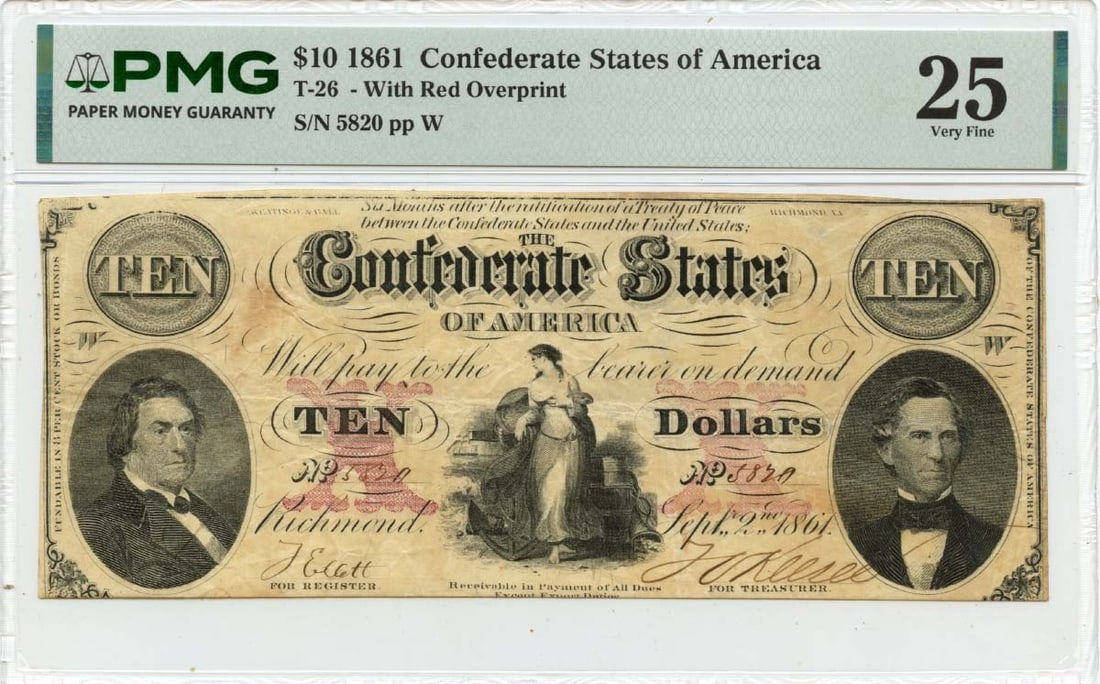 PMG
PAPER MONEY GUARANTY
$10 1861 Confederate States of America
T-26 - With Red Overprint
S/N 5820 pp W
25
Very Fine
Six Months after the ratification of a Treaty of Peace
KEATINGE & BALL
RICHMOND, VA
between the Confederate States and the United States;
THE
TEN
Confederate States
TEN
OF AMERICA
W
W
Will pay to the bearer on demand
X
X
TEN
Dollars
No 5820
No 5820
Richmond.
Sept. 2nd 1861.
FOR REGISTER.
Receivable in Payment of All Dues
FOR TREASURER.
Except Export Duties
FUNDABLE IN 8 PER CENT STOCK OR BONDS
OF THE CONFEDERATE STATES OF AMERICA